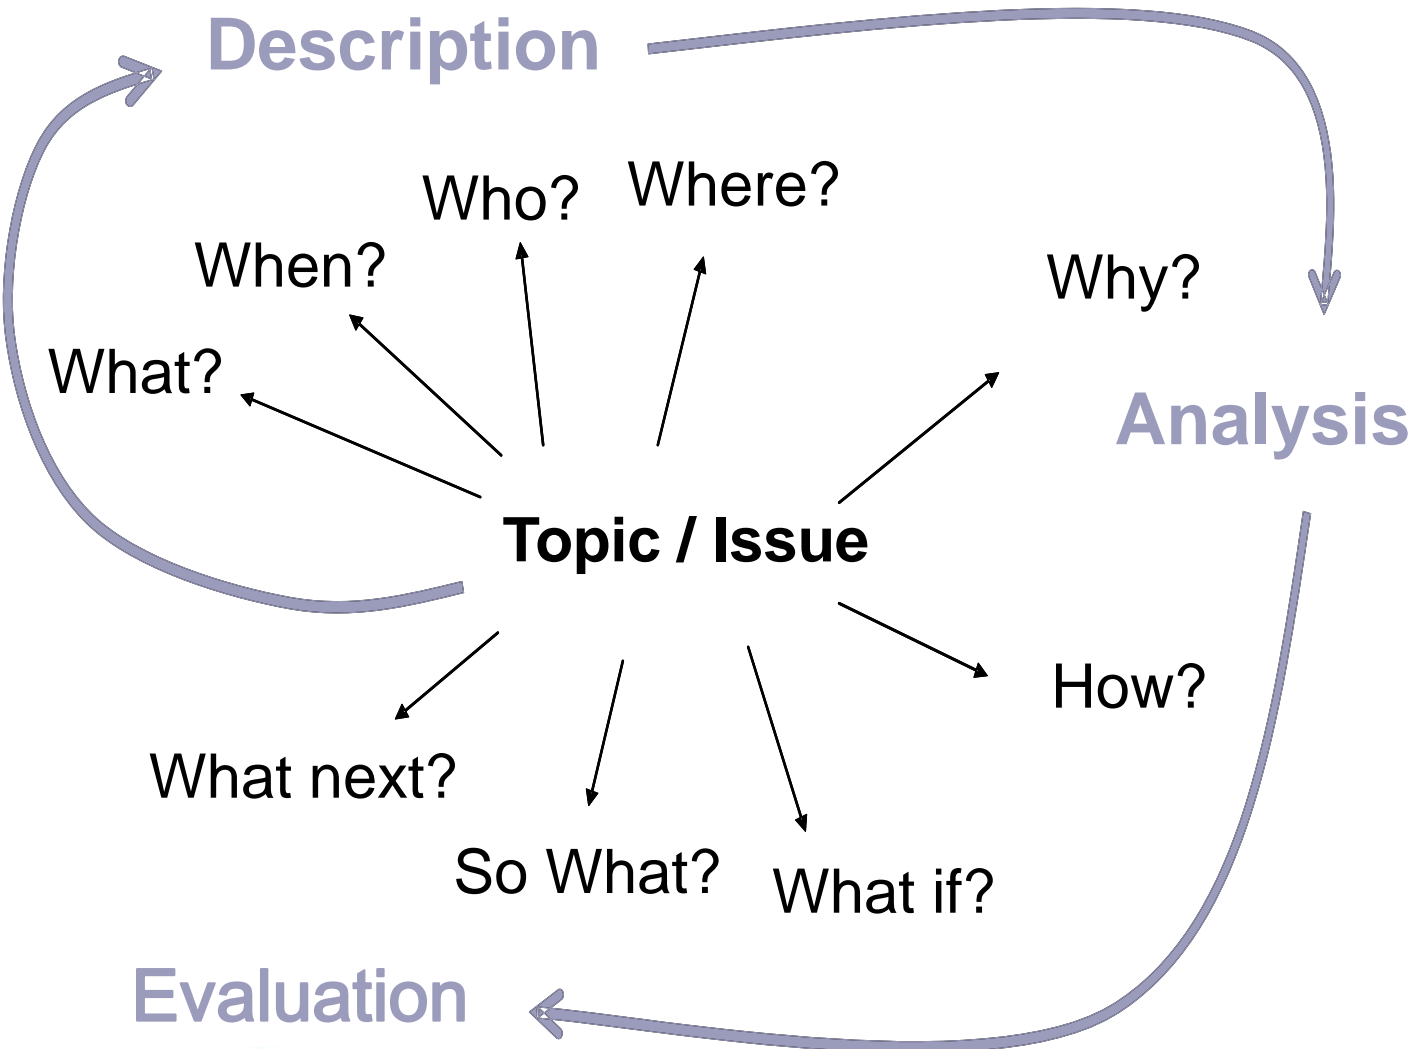 Description
Who?
Where?
When?
Why?
What?
Analysis
Topic / Issue
How?
What next?
So What?
What if?
Evaluation